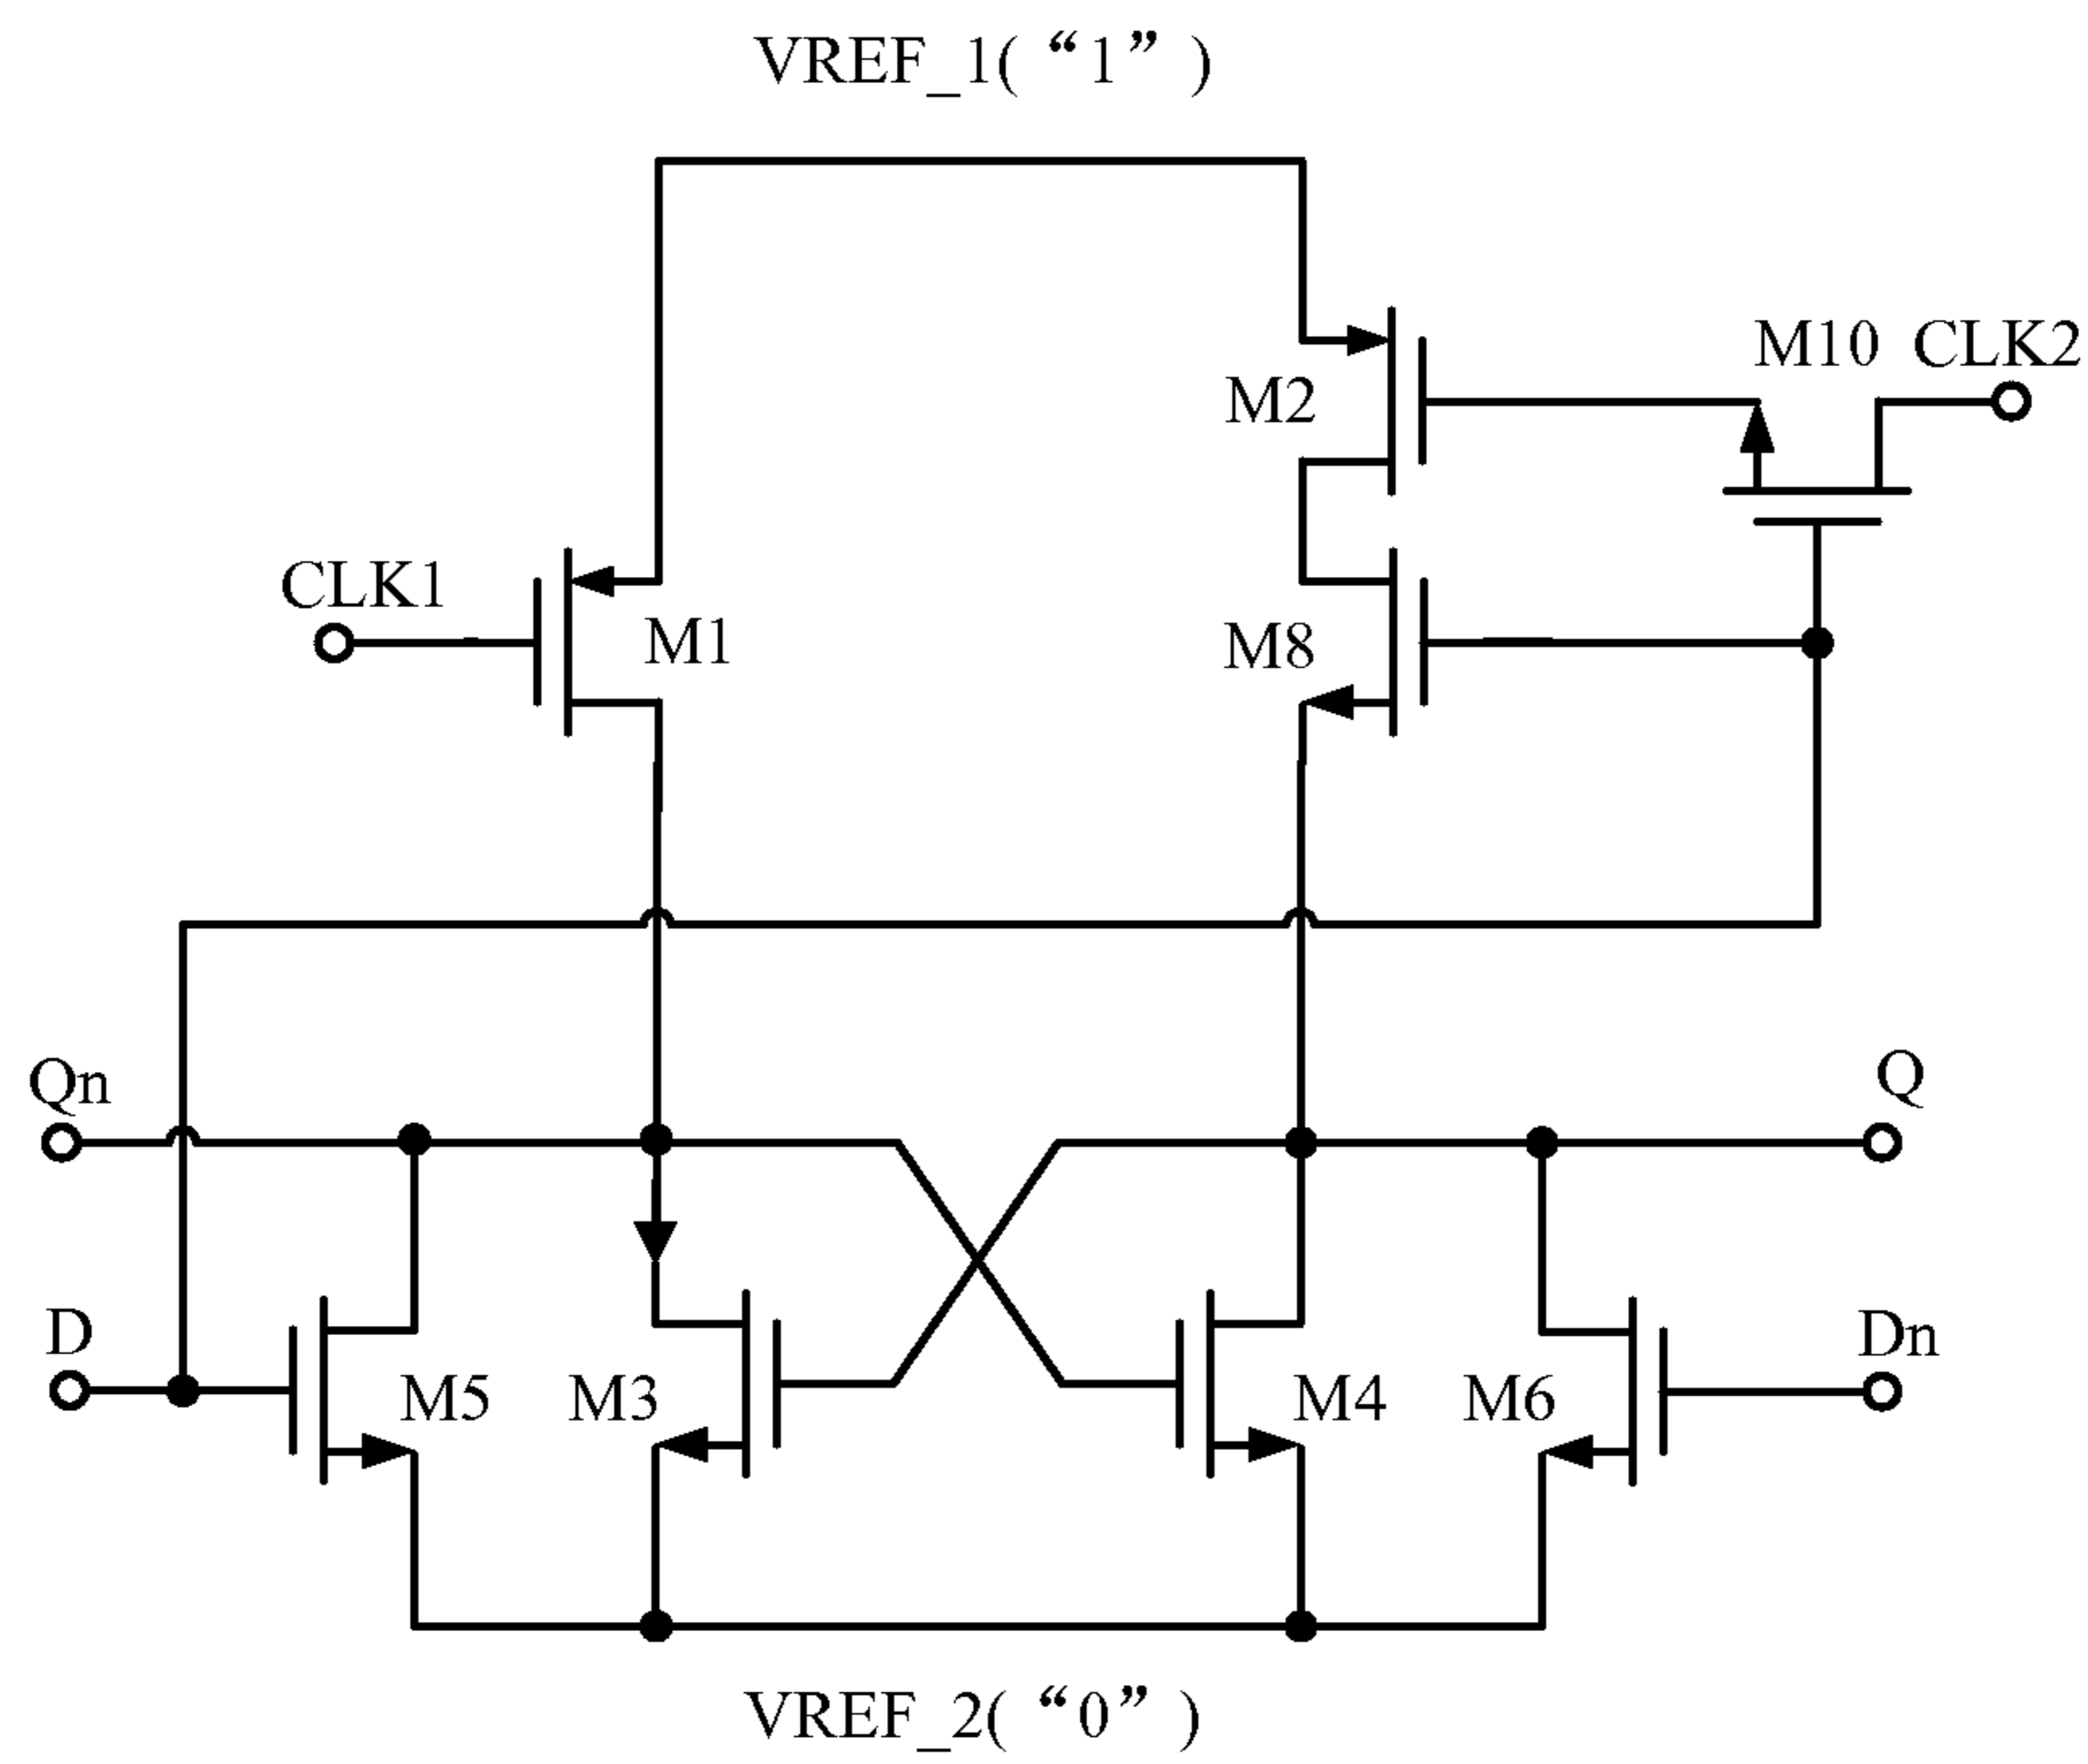 VREF_1(“1”)
M10 CLK2
M2
CLK1
M1
M8
Qn
Q
D
Dn
M5
M3
M4
M6
VREF_2(“0”)